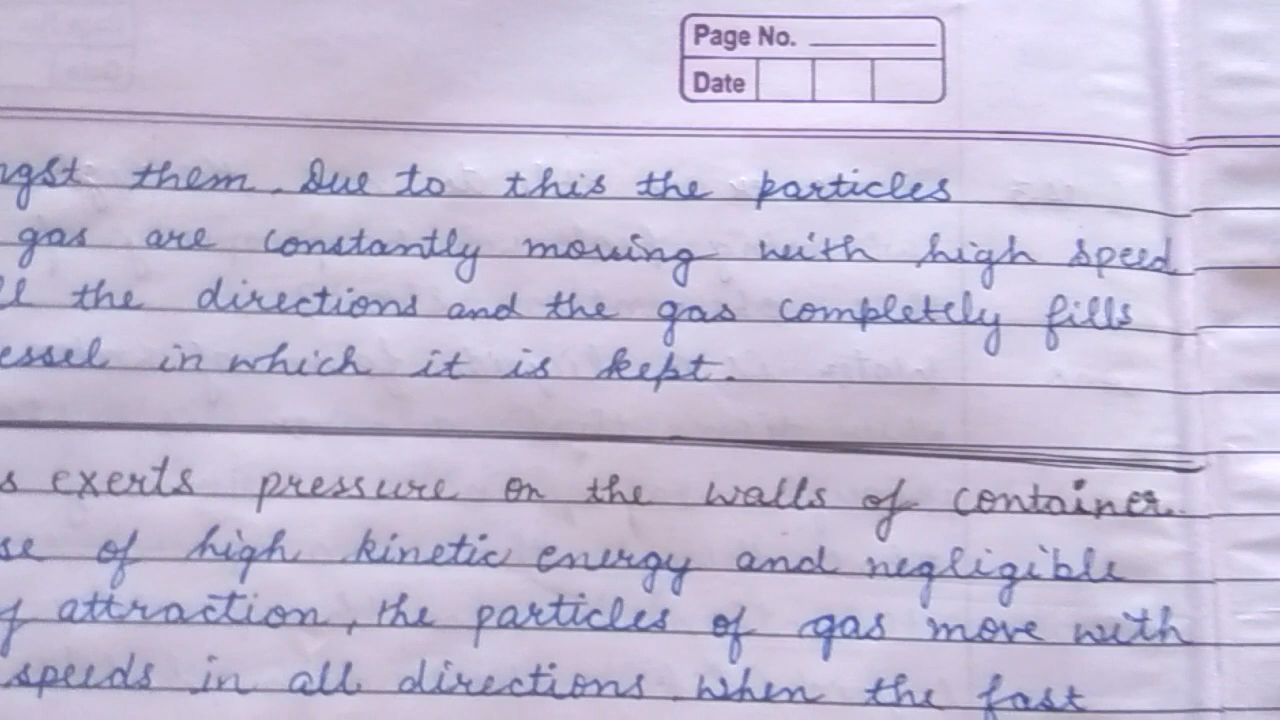 Page No.
Date
ngst them. Due to this the particles
gas are constantly moving with high speed
ll the directions and the gas completely fills
essel in which it is kept.
s exerts pressure on the walls of container.
se of high kinetic energy and negligible
f attraction, the particles of gas move with
speeds in all directions when the fast